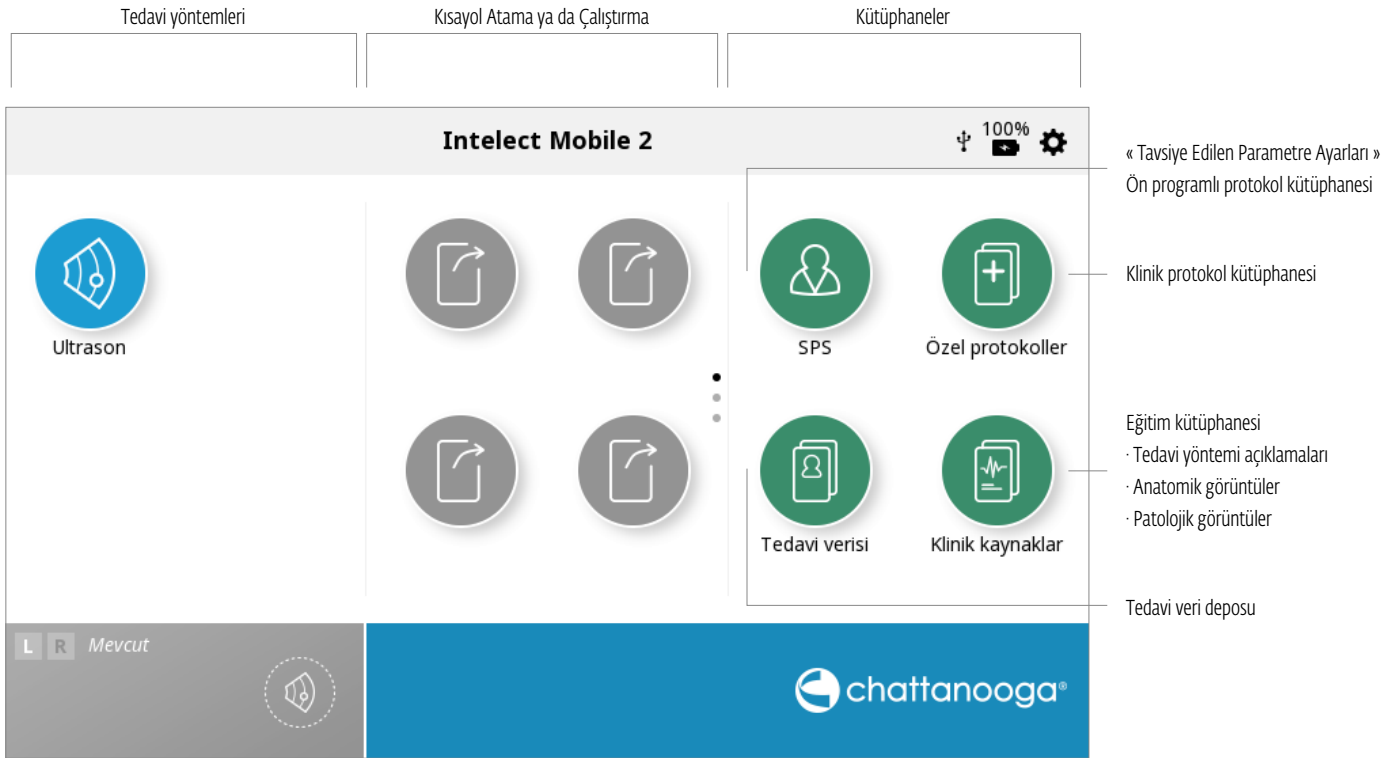 Tedavi yöntemleri
Kısayol Atama ya da Çalıştırma
Kütüphaneler
Intelect Mobile 2
100%
« Tavsiye Edilen Parametre Ayarları »
Ön programlı protokol kütüphanesi
Klinik protokol kütüphanesi
Ultrason
SPS
Özel protokoller
Eğitim kütüphanesi
· Tedavi yöntemi açıklamaları
· Anatomik görüntüler
· Patolojik görüntüler
Tedavi verisi
Klinik kaynaklar
Tedavi veri deposu
L R Mevcut
chattanooga®